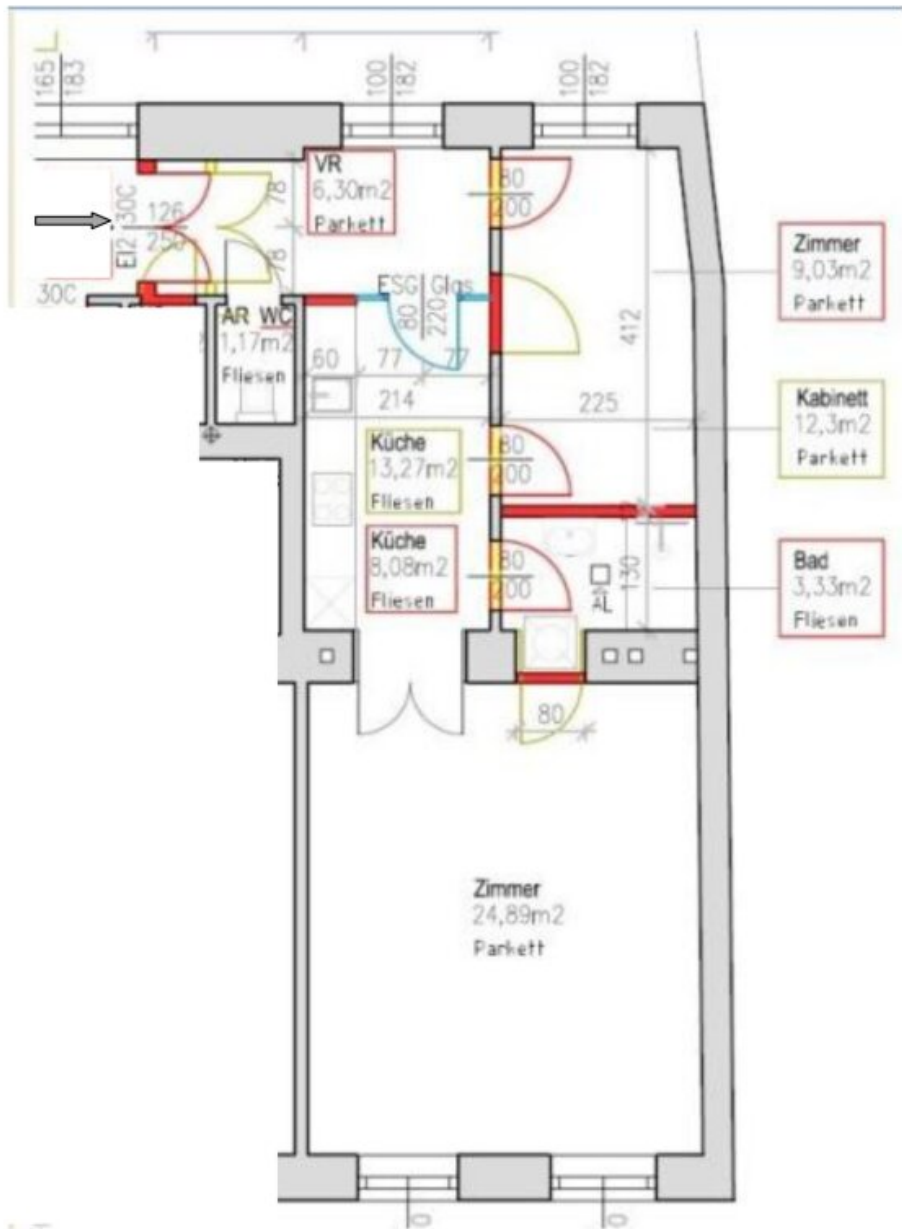 165
183
100
182
100
182
VR
6,30m2
Parkett
80
200
78
126
250
EI2 30C
78
30C
ESG Glas
80
220
Zimmer
9,03m2
Parkett
412
AR WC
1,17m2
Fliesen
60
77
77
214
225
Kabinett
12,3m2
Parkett
Küche
13,27m2
Fliesen
80
200
Küche
8,08m2
Fliesen
80
200
130
AL
Bad
3,33m2
Fliesen
80
Zimmer
24,89m2
Parkett